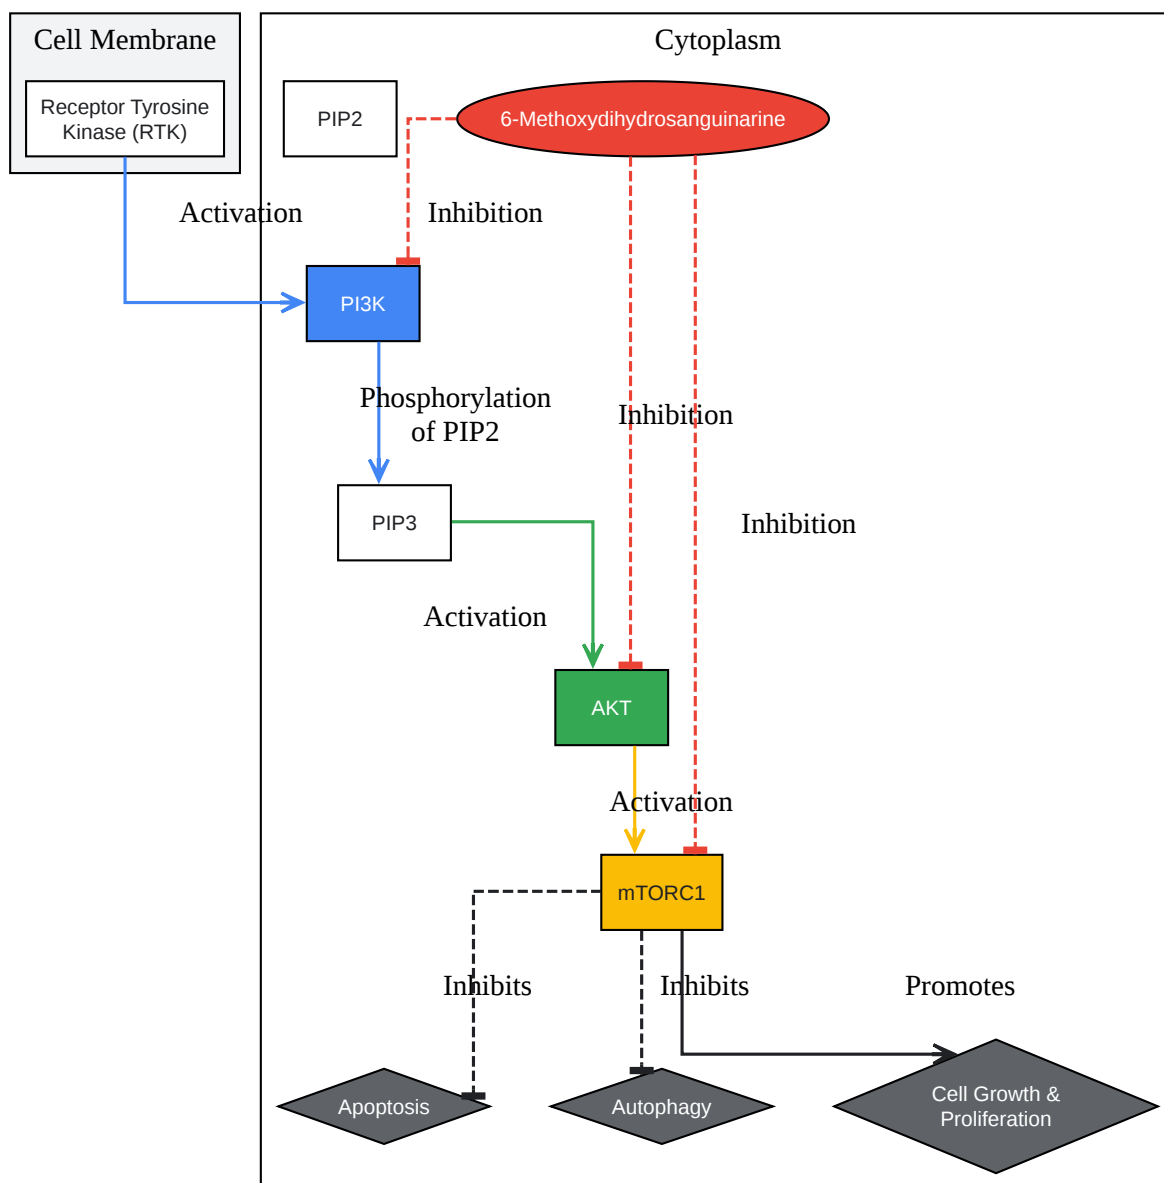 Cell Membrane
Cytoplasm
Receptor Tyrosine
Kinase (RTK)
PIP2
6-Methoxydihydrosanguinarine
Activation
Inhibition
PI3K
Phosphorylation
of PIP2
Inhibition
PIP3
Inhibition
Activation
AKT
Activation
mTORC1
Inhibits
Inhibits
Promotes
Apoptosis
Autophagy
Cell Growth &
Proliferation